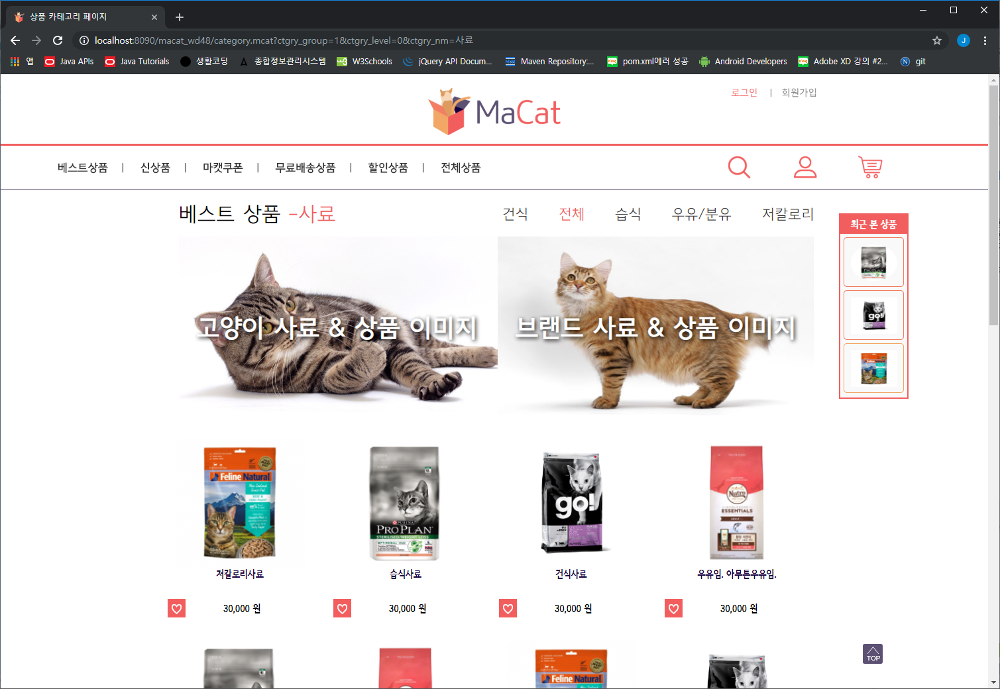 상품 카테고리 페이지
localhost:8090/macat_wd48/category.mcat?ctgry_group=1&ctgry_level=0&ctgry_nm=사료
J
앱 Java APIs Java Tutorials 생활코딩 종합정보관리시스템 W3Schools jQuery API Docum... Maven Repository:... pom.xml에러 성공 Android Developers Adobe XD 강의 #2... git
로그인 | 회원가입
MaCat
베스트상품 | 신상품 | 마캣쿠폰 | 무료배송상품 | 할인상품 | 전체상품
베스트 상품 -사료
건식 전체 습식 우유/분유 저칼로리
최근 본 상품
고양이 사료 & 상품 이미지
브랜드 사료 & 상품 이미지
PROPLAN
go!
Feline Natural
PURINA
PROPLAN
go!
Nutro
ESSENTIALS
저칼로리사료 습식사료 건식사료 우유임. 아무튼우유임.
30,000 원 30,000 원 30,000 원 30,000 원
TOP
Feline Natural